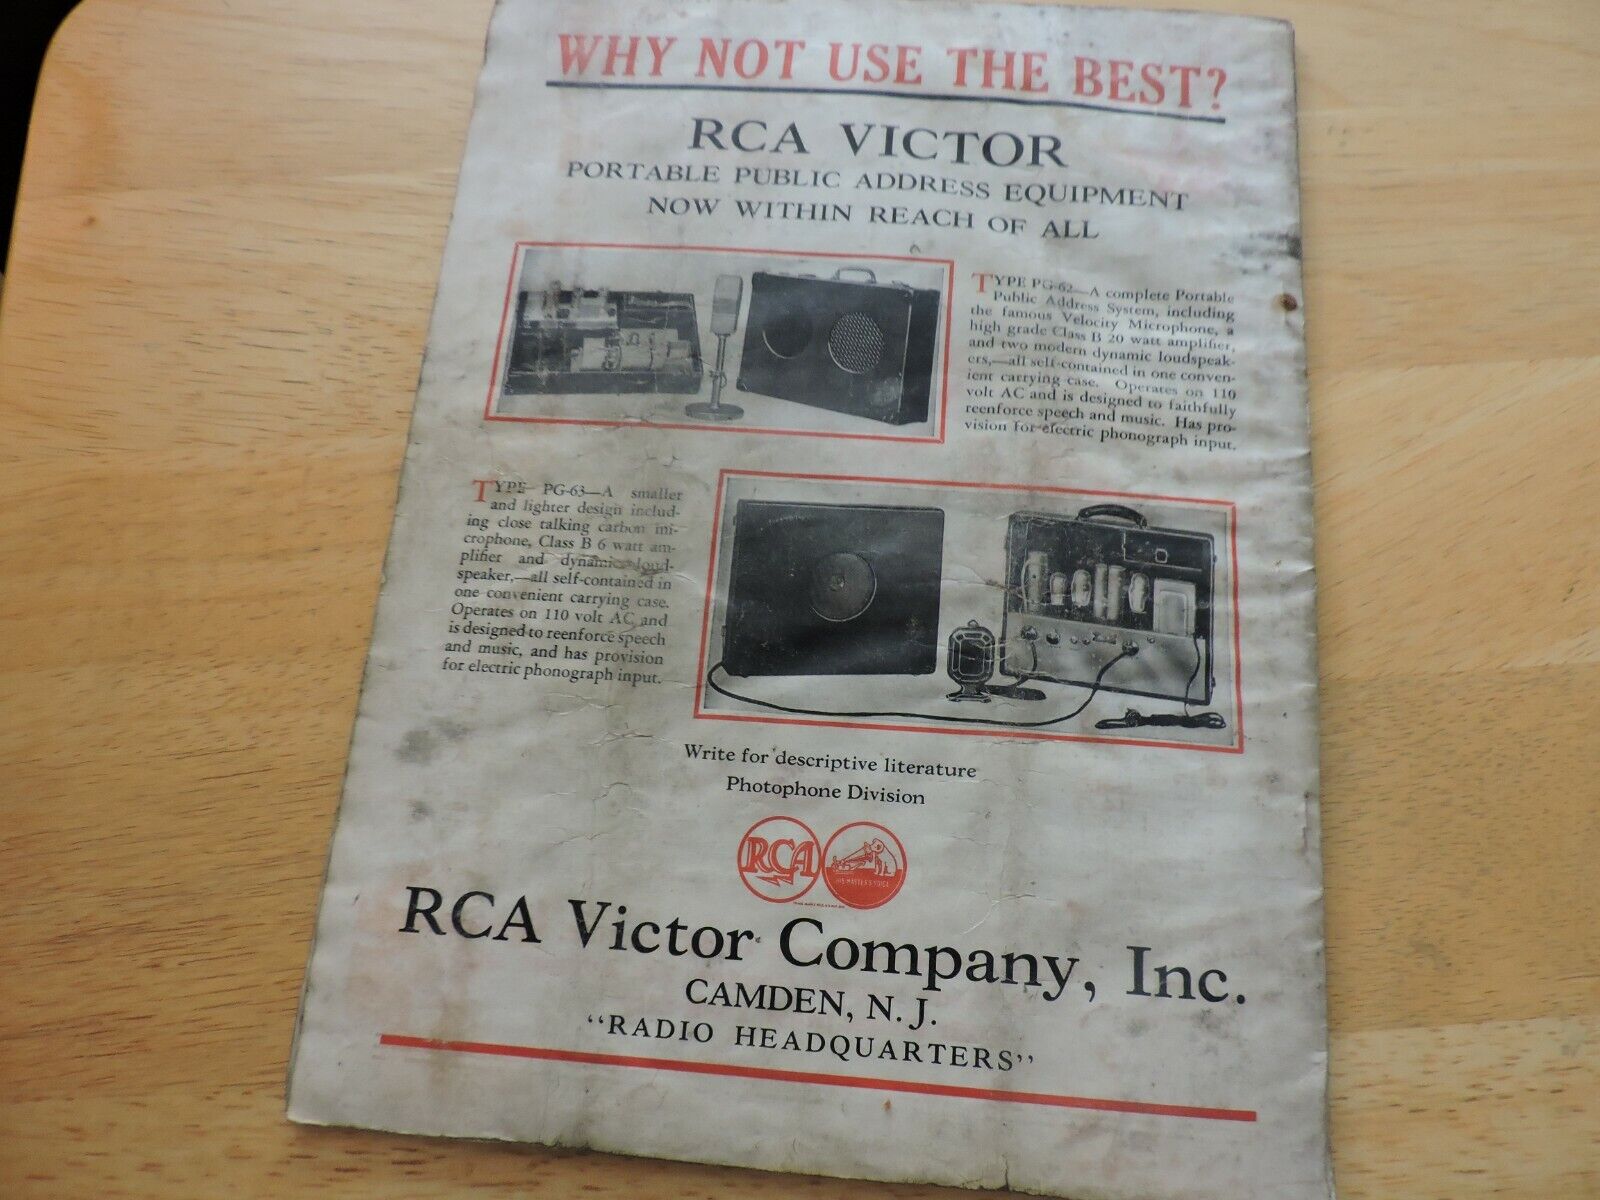 WHY NOT USE THE BEST?
RCA VICTOR
PORTABLE PUBLIC ADDRESS EQUIPMENT
NOW WITHIN REACH OF ALL
TYPE PG-62—A complete Portable
Public Address System, including
the famous Velocity Microphone, a
high grade Class B 20 watt amplifier,
and two modern dynamic loudspeak-
ers,—all self-contained in one conven-
ient carrying case. Operates on 110
volt AC and is designed to faithfully
reenforce speech and music. Has pro-
vision for electric phonograph input.
TYPE PG-63—A smaller
and lighter design includ-
ing close talking carbon mi-
crophone, Class B 6 watt am-
plifier and dynamic loud-
speaker,—all self-contained in
one convenient carrying case.
Operates on 110 volt AC and
is designed to reenforce speech
and music, and has provision
for electric phonograph input.
Write for descriptive literature
Photophone Division
RCA
HIS MASTER'S VOICE
RCA Victor Company, Inc.
CAMDEN, N. J.
"RADIO HEADQUARTERS"